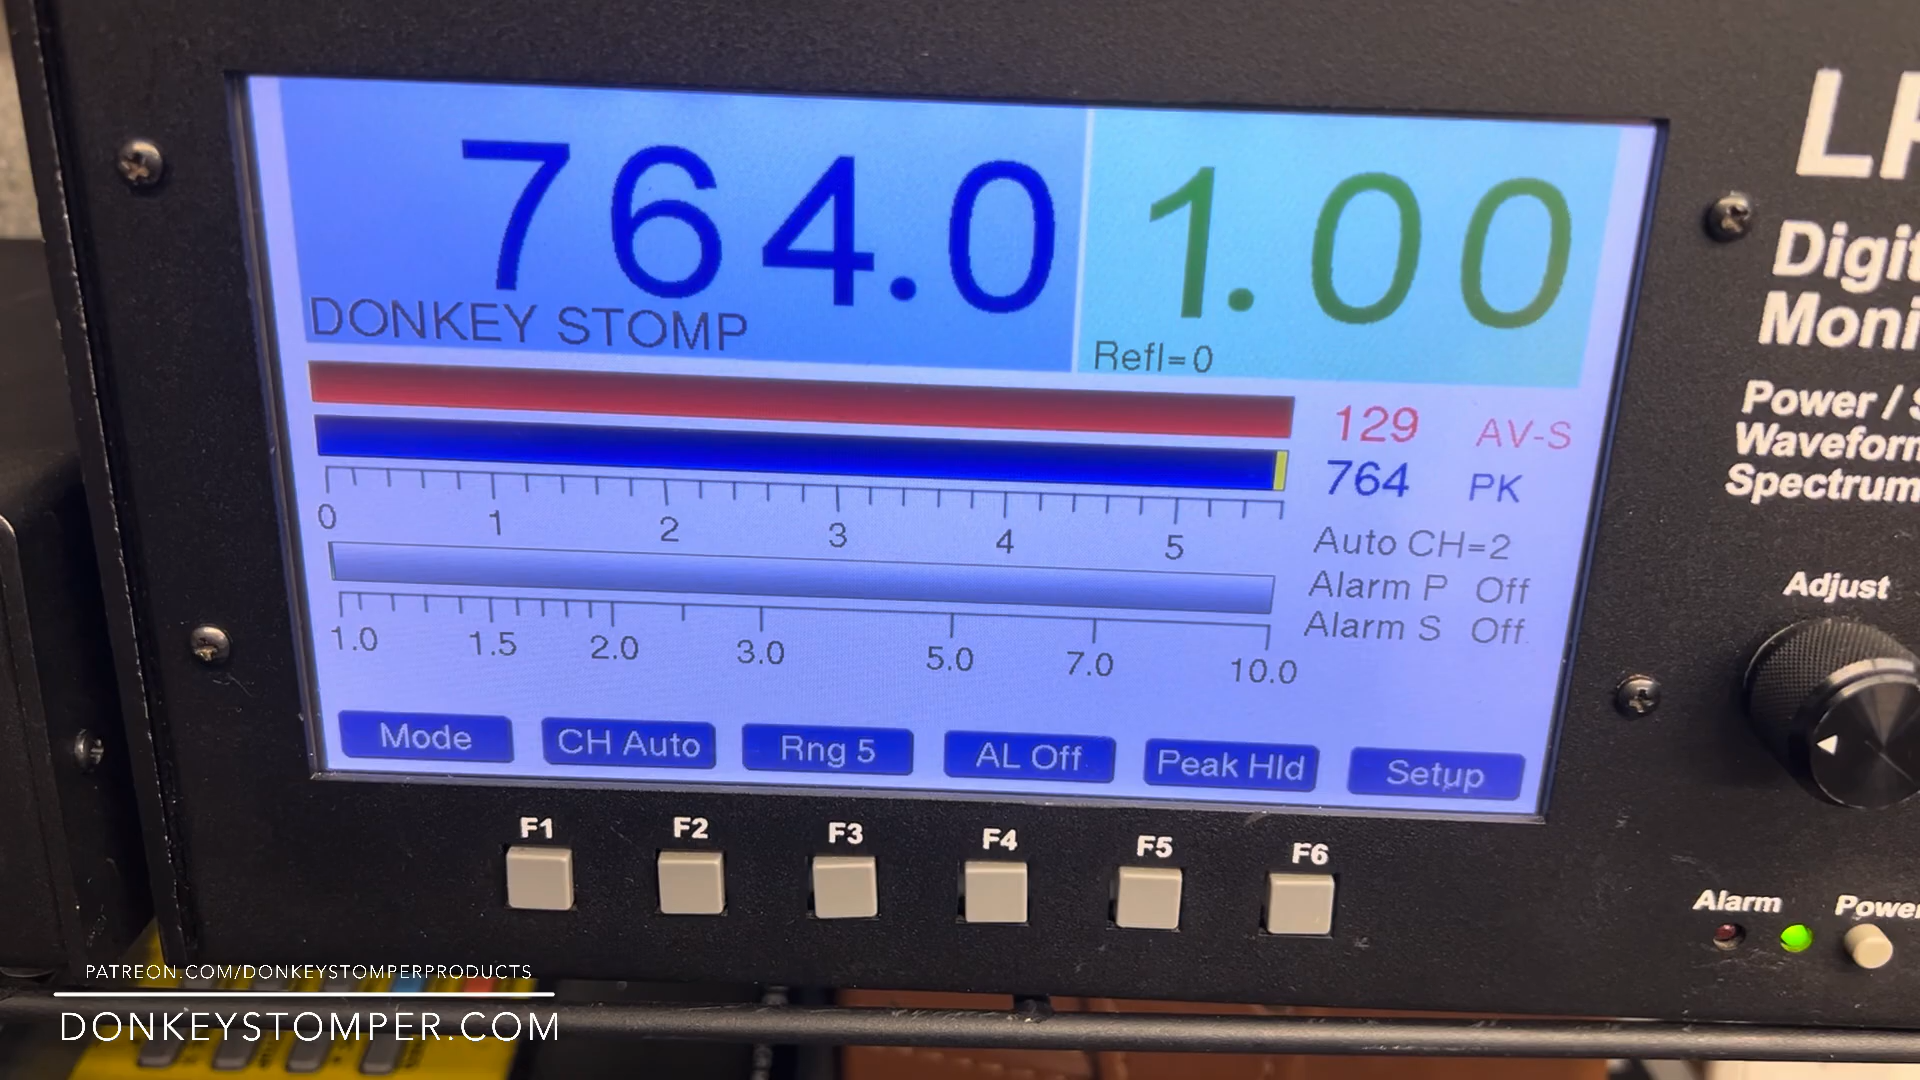 764.0
1.00
DONKEY STOMP
Refl=0
129 AV-S
764 PK
0 1 2 3 4 5
Auto CH=2
Alarm P Off
Alarm S Off
1.0 1.5 2.0 3.0 5.0 7.0 10.0
Mode CH Auto Rng 5 AL Off Peak Hld Setup
F1 F2 F3 F4 F5 F6
L
Digit
Moni
Power / S
Waveform
Spectrum
Adjust
Alarm Power
PATREON.COM/DONKEYSTOMPERPRODUCTS
DONKEYSTOMPER.COM